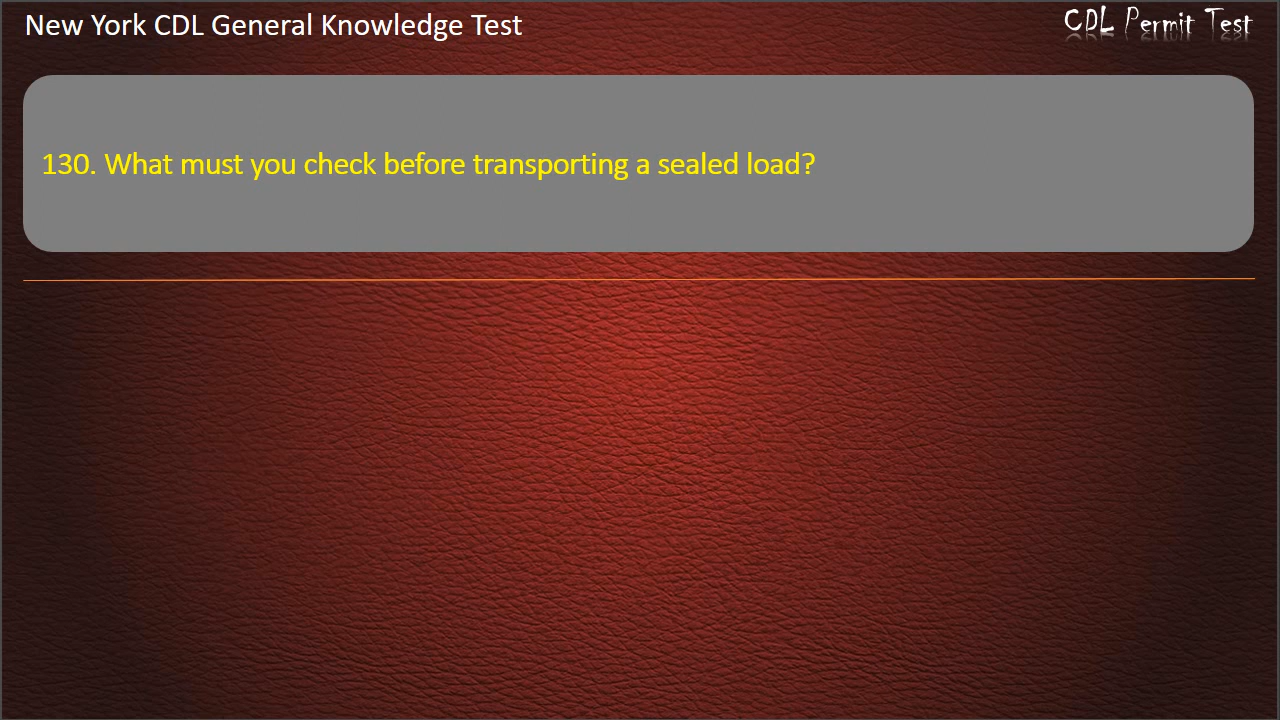 New York CDL General Knowledge Test
CDL Permit Test
130. What must you check before transporting a sealed load?